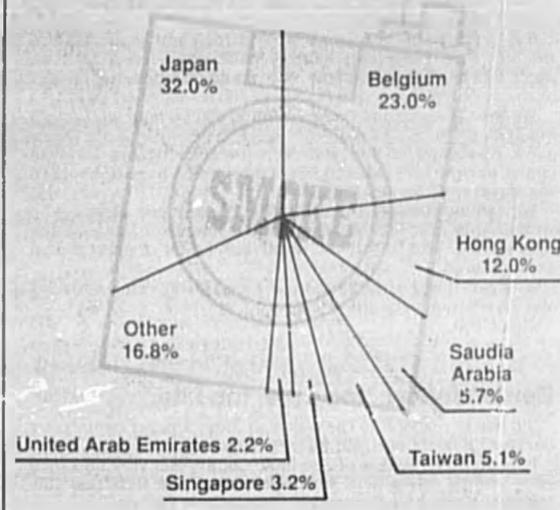 Japan
32.0%
Belgium
23.0%
SMOKE
Hong Kong
12.0%
Saudia
Arabia
5.7%
Taiwan 5.1%
Singapore 3.2%
United Arab Emirates 2.2%
Other
16.8%